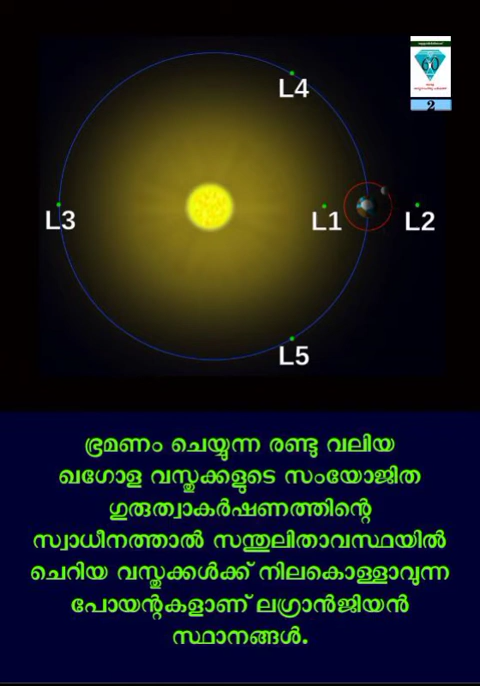 60
2
L4
L3
L1
L2
L5
ഭ്രമണം ചെയ്യുന്ന രണ്ടു വലിയ
ഖഗോള വസ്തുക്കളുടെ സംയോജിത
ഗുരുത്വാകർഷണത്തിന്റെ
സ്വാധീനത്താൽ സന്തുലിതാവസ്ഥയിൽ
ചെറിയ വസ്തുക്കൾക്ക് നിലകൊള്ളാവുന്ന
പോയന്റുകളാണ് ലഗ്രാൻജിയൻ
സ്ഥാനങ്ങൾ.